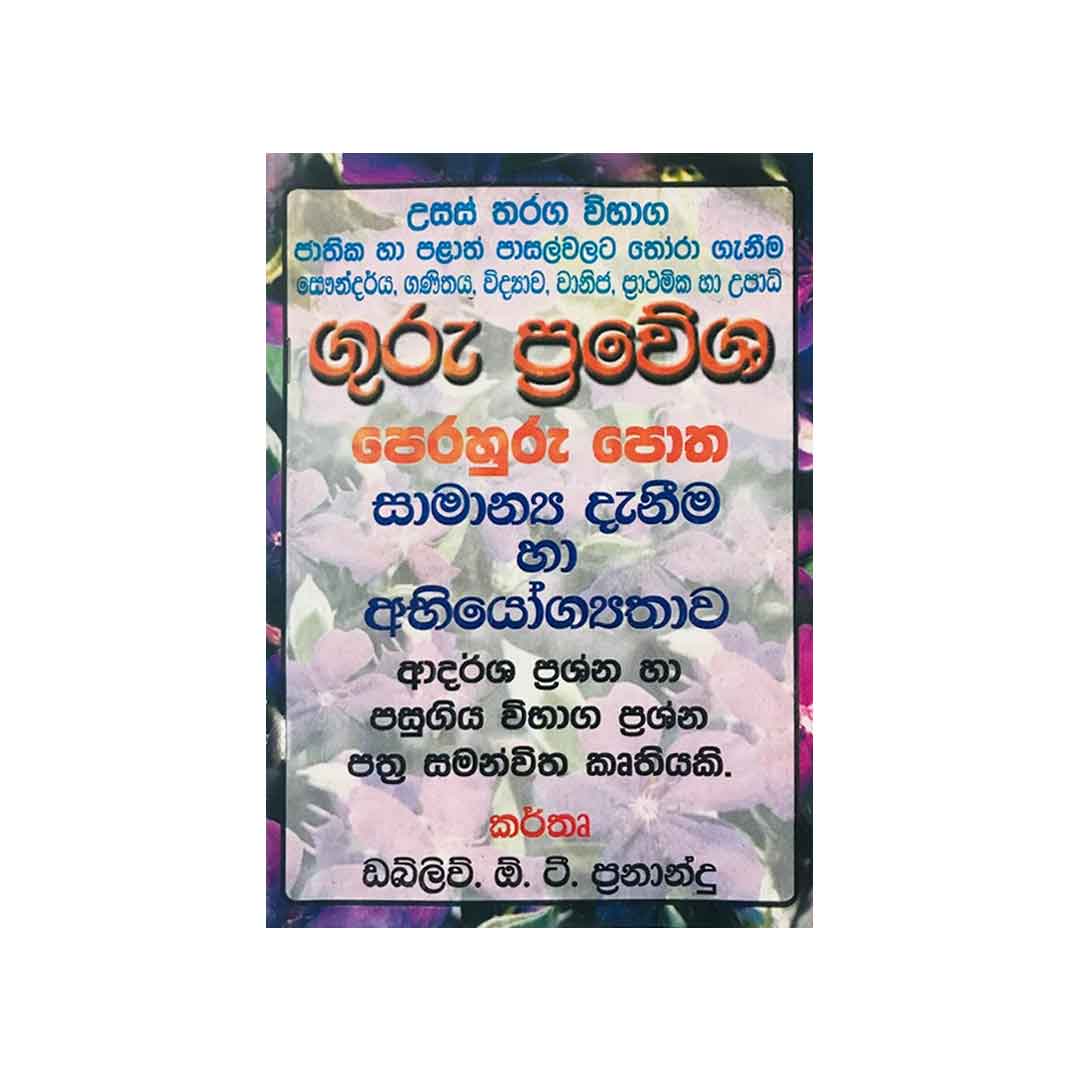 උසස් තරග විභාග
ජාතික හා පළාත් පාසල්වලට තෝරා ගැනීම
සෞන්දර්ය, ගණිතය, විද්‍යාව, වානිජ, ප්‍රාථමික හා උපාධි
ගුරු ප්‍රවේශ
පෙරහුරු පොත
සාමාන්‍ය දැනීම
හා
අභියෝග්‍යතාව
ආදර්ශ ප්‍රශ්න හා
පසුගිය විභාග ප්‍රශ්න
පත්‍ර සමන්විත කෘතියකි.
කර්තෘ
ඩබ්ලිව්. ඕ. ටී. ප්‍රනාන්දු